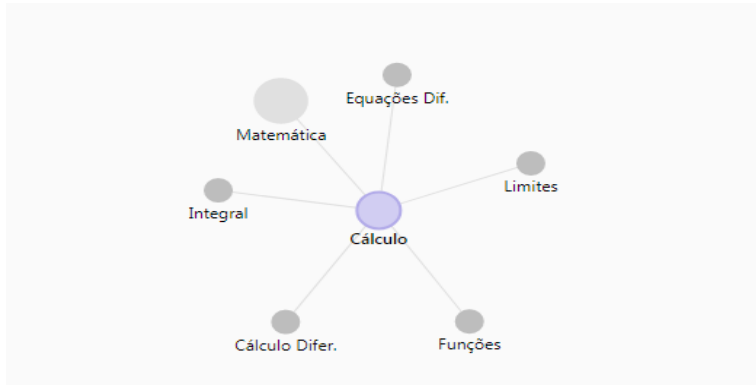 Equações Dif.
Matemática
Limites
Integral
Cálculo
Cálculo Difer.
Funções